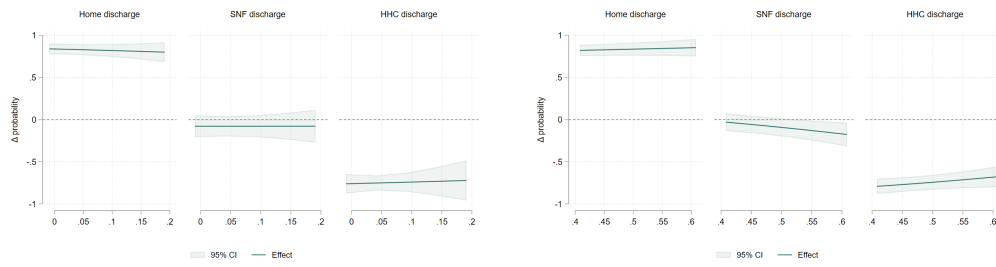 Home discharge SNF discharge HHC discharge
1
.5
0
-.5
-1
Δ probability
0 .05 .1 .15 .2 0 .05 .1 .15 .2 0 .05 .1 .15 .2
95% CI Effect
Home discharge SNF discharge HHC discharge
1
.5
0
-.5
-1
Δ probability
.4 .45 .5 .55 .6 .4 .45 .5 .55 .6 .4 .45 .5 .55 .6
95% CI Effect